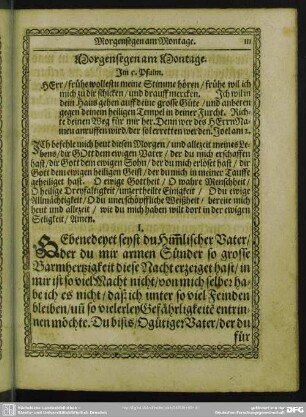 Morgensegen am Montage. 111
Morgensegen am Montage.
Im 5. Psalm.
HErr/ frühe wollestu meine Stimme hören/ frühe wil ich
mich zu dir schicken/ und drauff mercken. Ich wil in
dein Haus gehen auff deine grosse Güte/ und anbeten
gegen deinem heiligen Tempel in deiner Furcht. Rich-
te deinen Weg für mir her. Denn wer des HErrn Na-
men anruffen wird/ der sol errettet werden. Joel am 2.
ICh befehle mich heut diesen Morgen/ und allezeit meines Le-
bens/ dir GOtt dem ewigen Vater/ der du mich erschaffen
hast/ dir Gott dem ewigen Sohn/ der du mich erlöset hast/ dir
Gott dem ewigen heiligen Geist/ der du mich in meiner Tauffe
geheiliget hast. O ewige Gottheit/ O wahre Menschheit/
O heilige Dreyfaltigkeit/ unzertheilte Einigkeit/ O du ewige
Allmächtigkeit/ O du unerschöpffliche Weißheit/ bereite mich
heut und allezeit/ wie du mich haben wilt dort in der ewigen
Seligkeit/ Amen.
I.
GEbenedeyet seyst du Him̃lischer Vater/
der du mir armen Sünder so grosse
Barmhertzigkeit diese Nacht erzeiget hast/ in
mir ist so viel Macht nicht/ von mich selber ha-
be ich es nicht/ daß ich unter so viel Feinden
bleiben/ uñ so vielerley Gefährligkeitẽ entrin-
nen möchte. Du bists/ O gütiger Vater/ der du
für